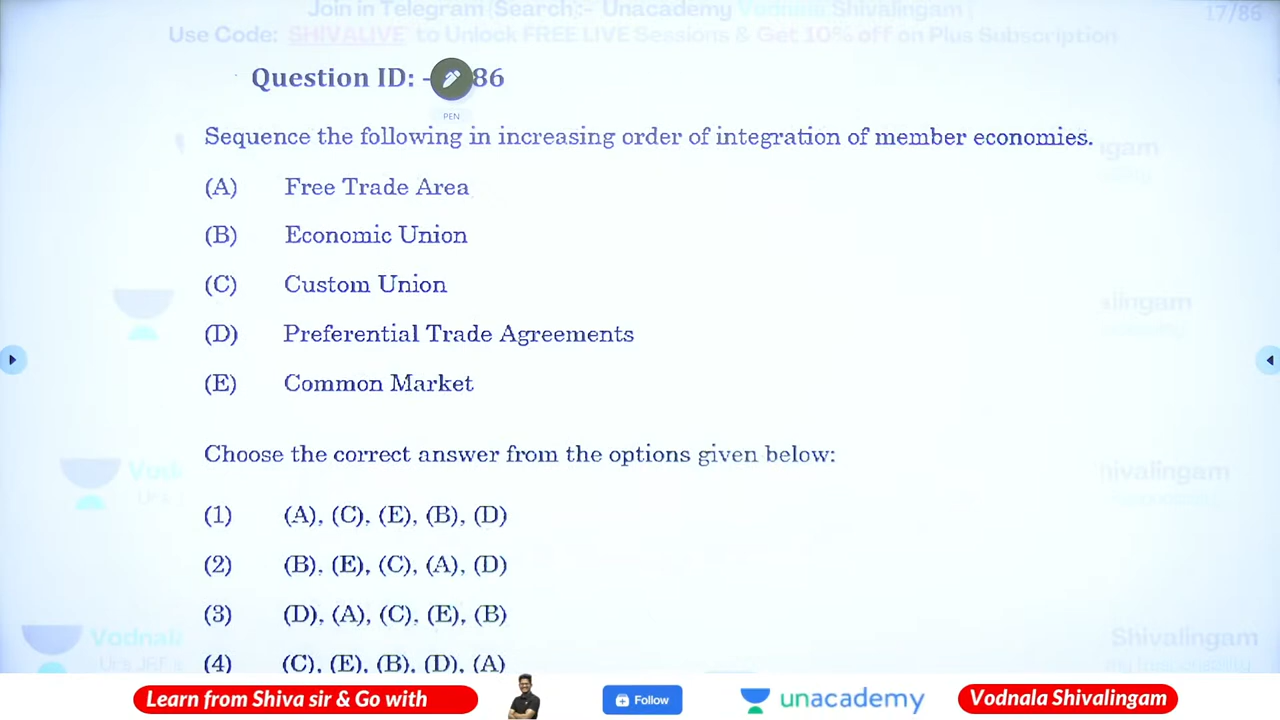 Join in Telegram (Search):- Unacademy Vodnala Shivalingam
17/86
Use Code: SHIVALIVE to Unlock FREE LIVE Sessions & Get 10% off on Plus Subscription
Question ID: - 86
PEN
Sequence the following in increasing order of integration of member economies.
(A) Free Trade Area
(B) Economic Union
(C) Custom Union
(D) Preferential Trade Agreements
(E) Common Market
Choose the correct answer from the options given below:
(1) (A), (C), (E), (B), (D)
(2) (B), (E), (C), (A), (D)
(3) (D), (A), (C), (E), (B)
(4) (C), (E), (B), (D), (A)
Vodnala
Shivalingam
Learn from Shiva sir & Go with
Follow
unacademy
Vodnala Shivalingam